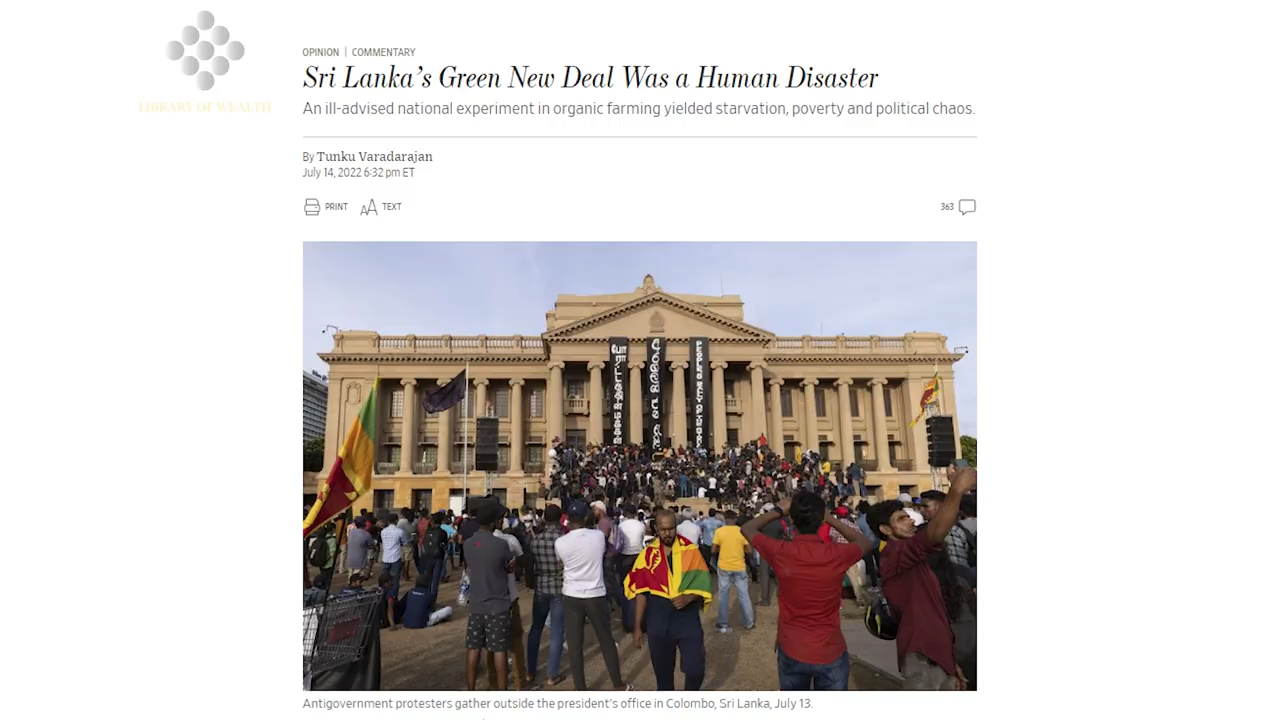 LIBRARY OF WEALTH
OPINION | COMMENTARY
Sri Lanka's Green New Deal Was a Human Disaster
An ill-advised national experiment in organic farming yielded starvation, poverty and political chaos.
By Tunku Varadarajan
July 14, 2022 6:32 pm ET
PRINT AA TEXT
363
Antigovernment protesters gather outside the president's office in Colombo, Sri Lanka, July 13.